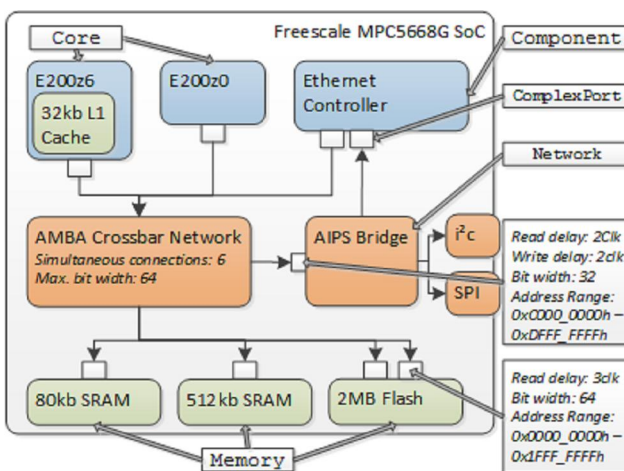 Core
Freescale MPC5668G SoC
Component
E200z6
E200z0
Ethernet
Controller
32kb L1
Cache
ComplexPort
Network
AMBA Crossbar Network
Simultaneous connections: 6
Max. bit width: 64
AIPS Bridge
i²c
SPI
Read delay: 2Clk
Write delay: 2clk
Bit width: 32
Address Range:
0xC000_0000h –
0xDFFF_FFFFh
80kb SRAM
512kb SRAM
2MB Flash
Read delay: 3clk
Bit width: 64
Address Range:
0x0000_0000h –
0x1FFF_FFFFh
Memory